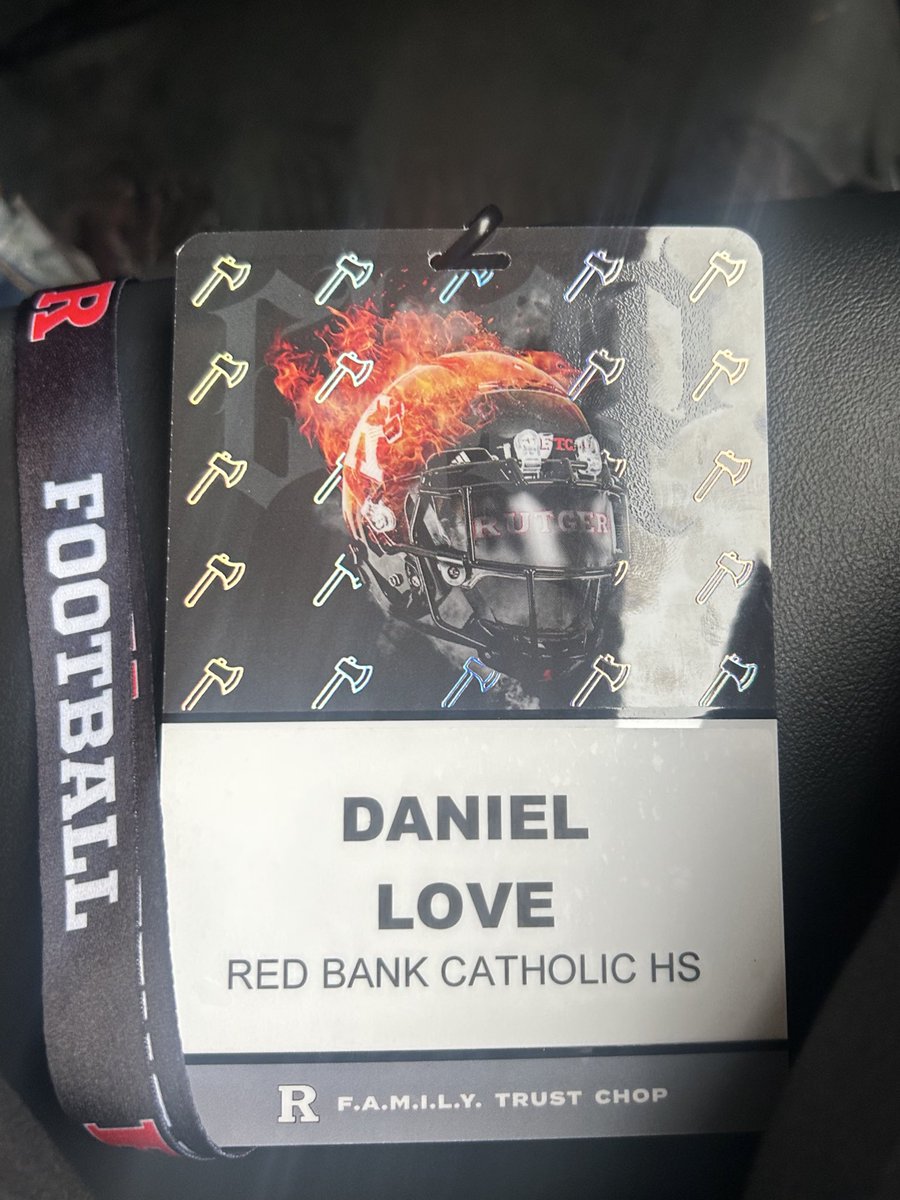 R
FOOTBALL
RUTGER
DANIEL
LOVE
RED BANK CATHOLIC HS
R F.A.M.I.L.Y. TRUST CHOP